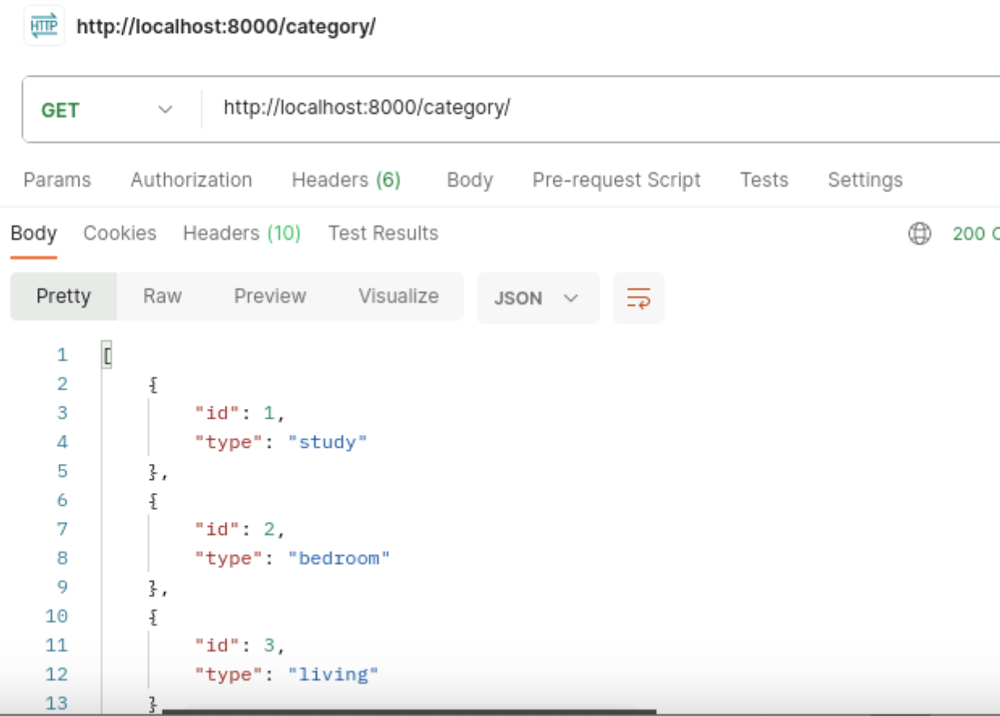 HTTP http://localhost:8000/category/
GET http://localhost:8000/category/
Params Authorization Headers (6) Body Pre-request Script Tests Settings
Body Cookies Headers (10) Test Results 200
Pretty Raw Preview Visualize JSON
1 [
2 {
3 "id": 1,
4 "type": "study"
5 },
6 {
7 "id": 2,
8 "type": "bedroom"
9 },
10 {
11 "id": 3,
12 "type": "living"
13 }